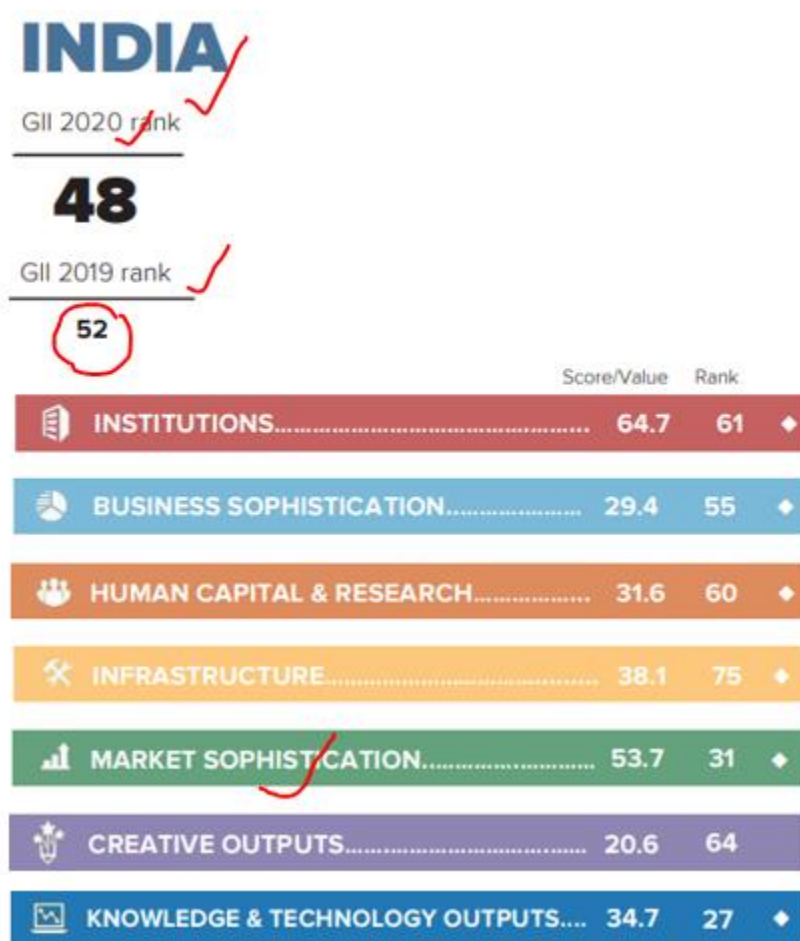 INDIA
GII 2020 rank
48
GII 2019 rank
52
Score/Value Rank
INSTITUTIONS.......................................................... 64.7 61
BUSINESS SOPHISTICATION........................ 29.4 55
HUMAN CAPITAL & RESEARCH..................... 31.6 60
INFRASTRUCTURE................................................ 38.1 75
MARKET SOPHISTICATION.............................. 53.7 31
CREATIVE OUTPUTS.......................................... 20.6 64
KNOWLEDGE & TECHNOLOGY OUTPUTS.... 34.7 27